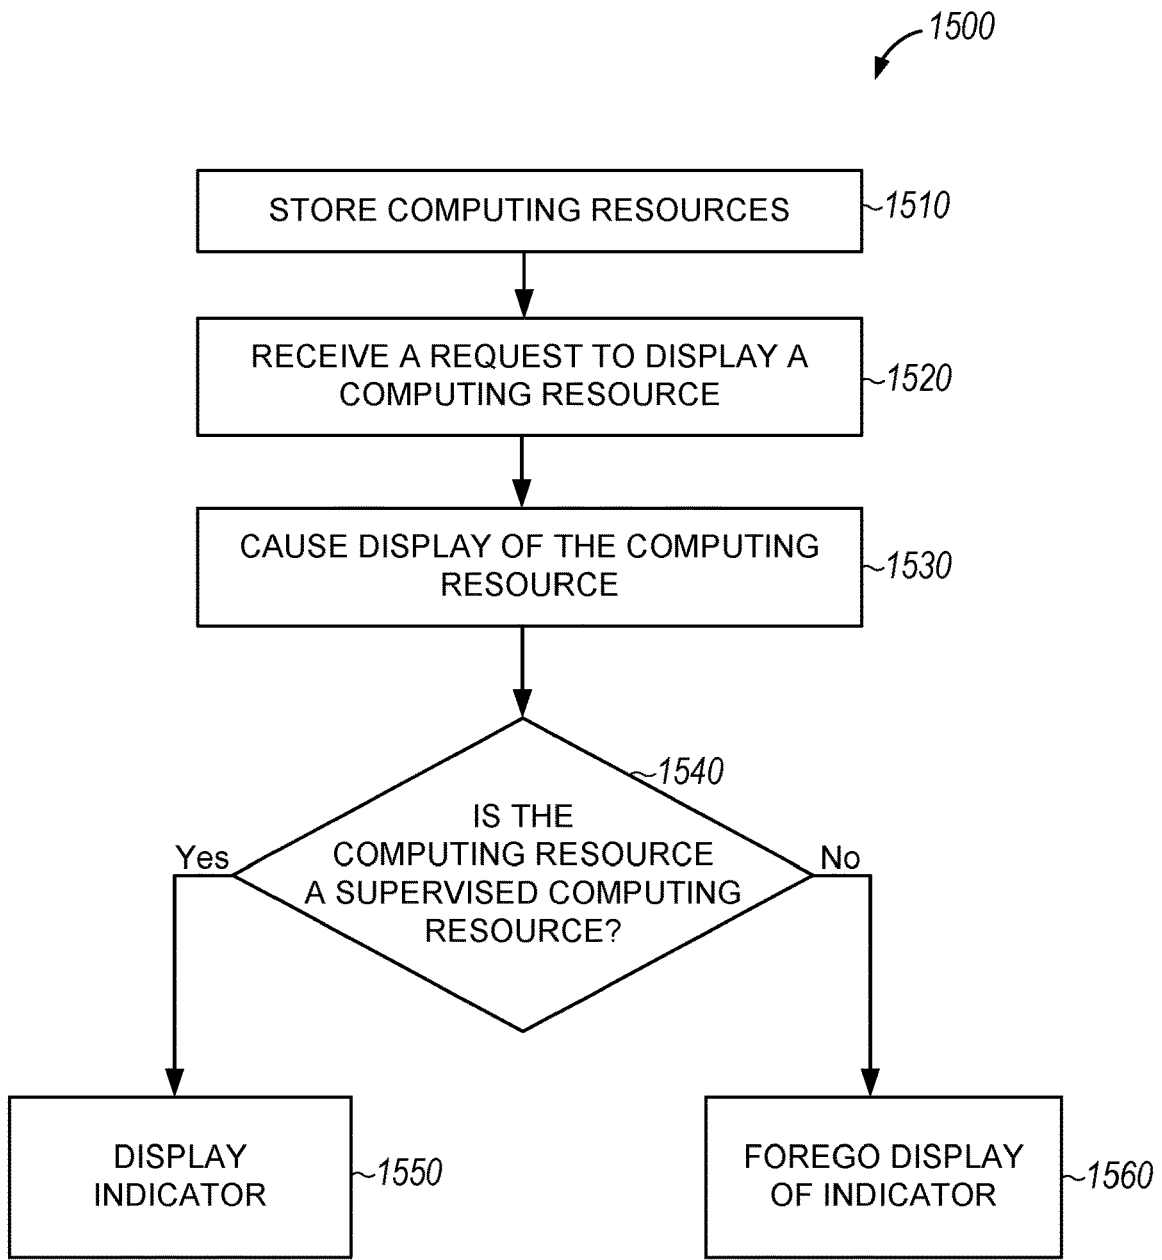 1500
STORE COMPUTING RESOURCES
1510
RECEIVE A REQUEST TO DISPLAY A
COMPUTING RESOURCE
1520
CAUSE DISPLAY OF THE COMPUTING
RESOURCE
1530
1540
IS THE
COMPUTING RESOURCE
A SUPERVISED COMPUTING
RESOURCE?
Yes
No
DISPLAY
INDICATOR
1550
FOREGO DISPLAY
OF INDICATOR
1560